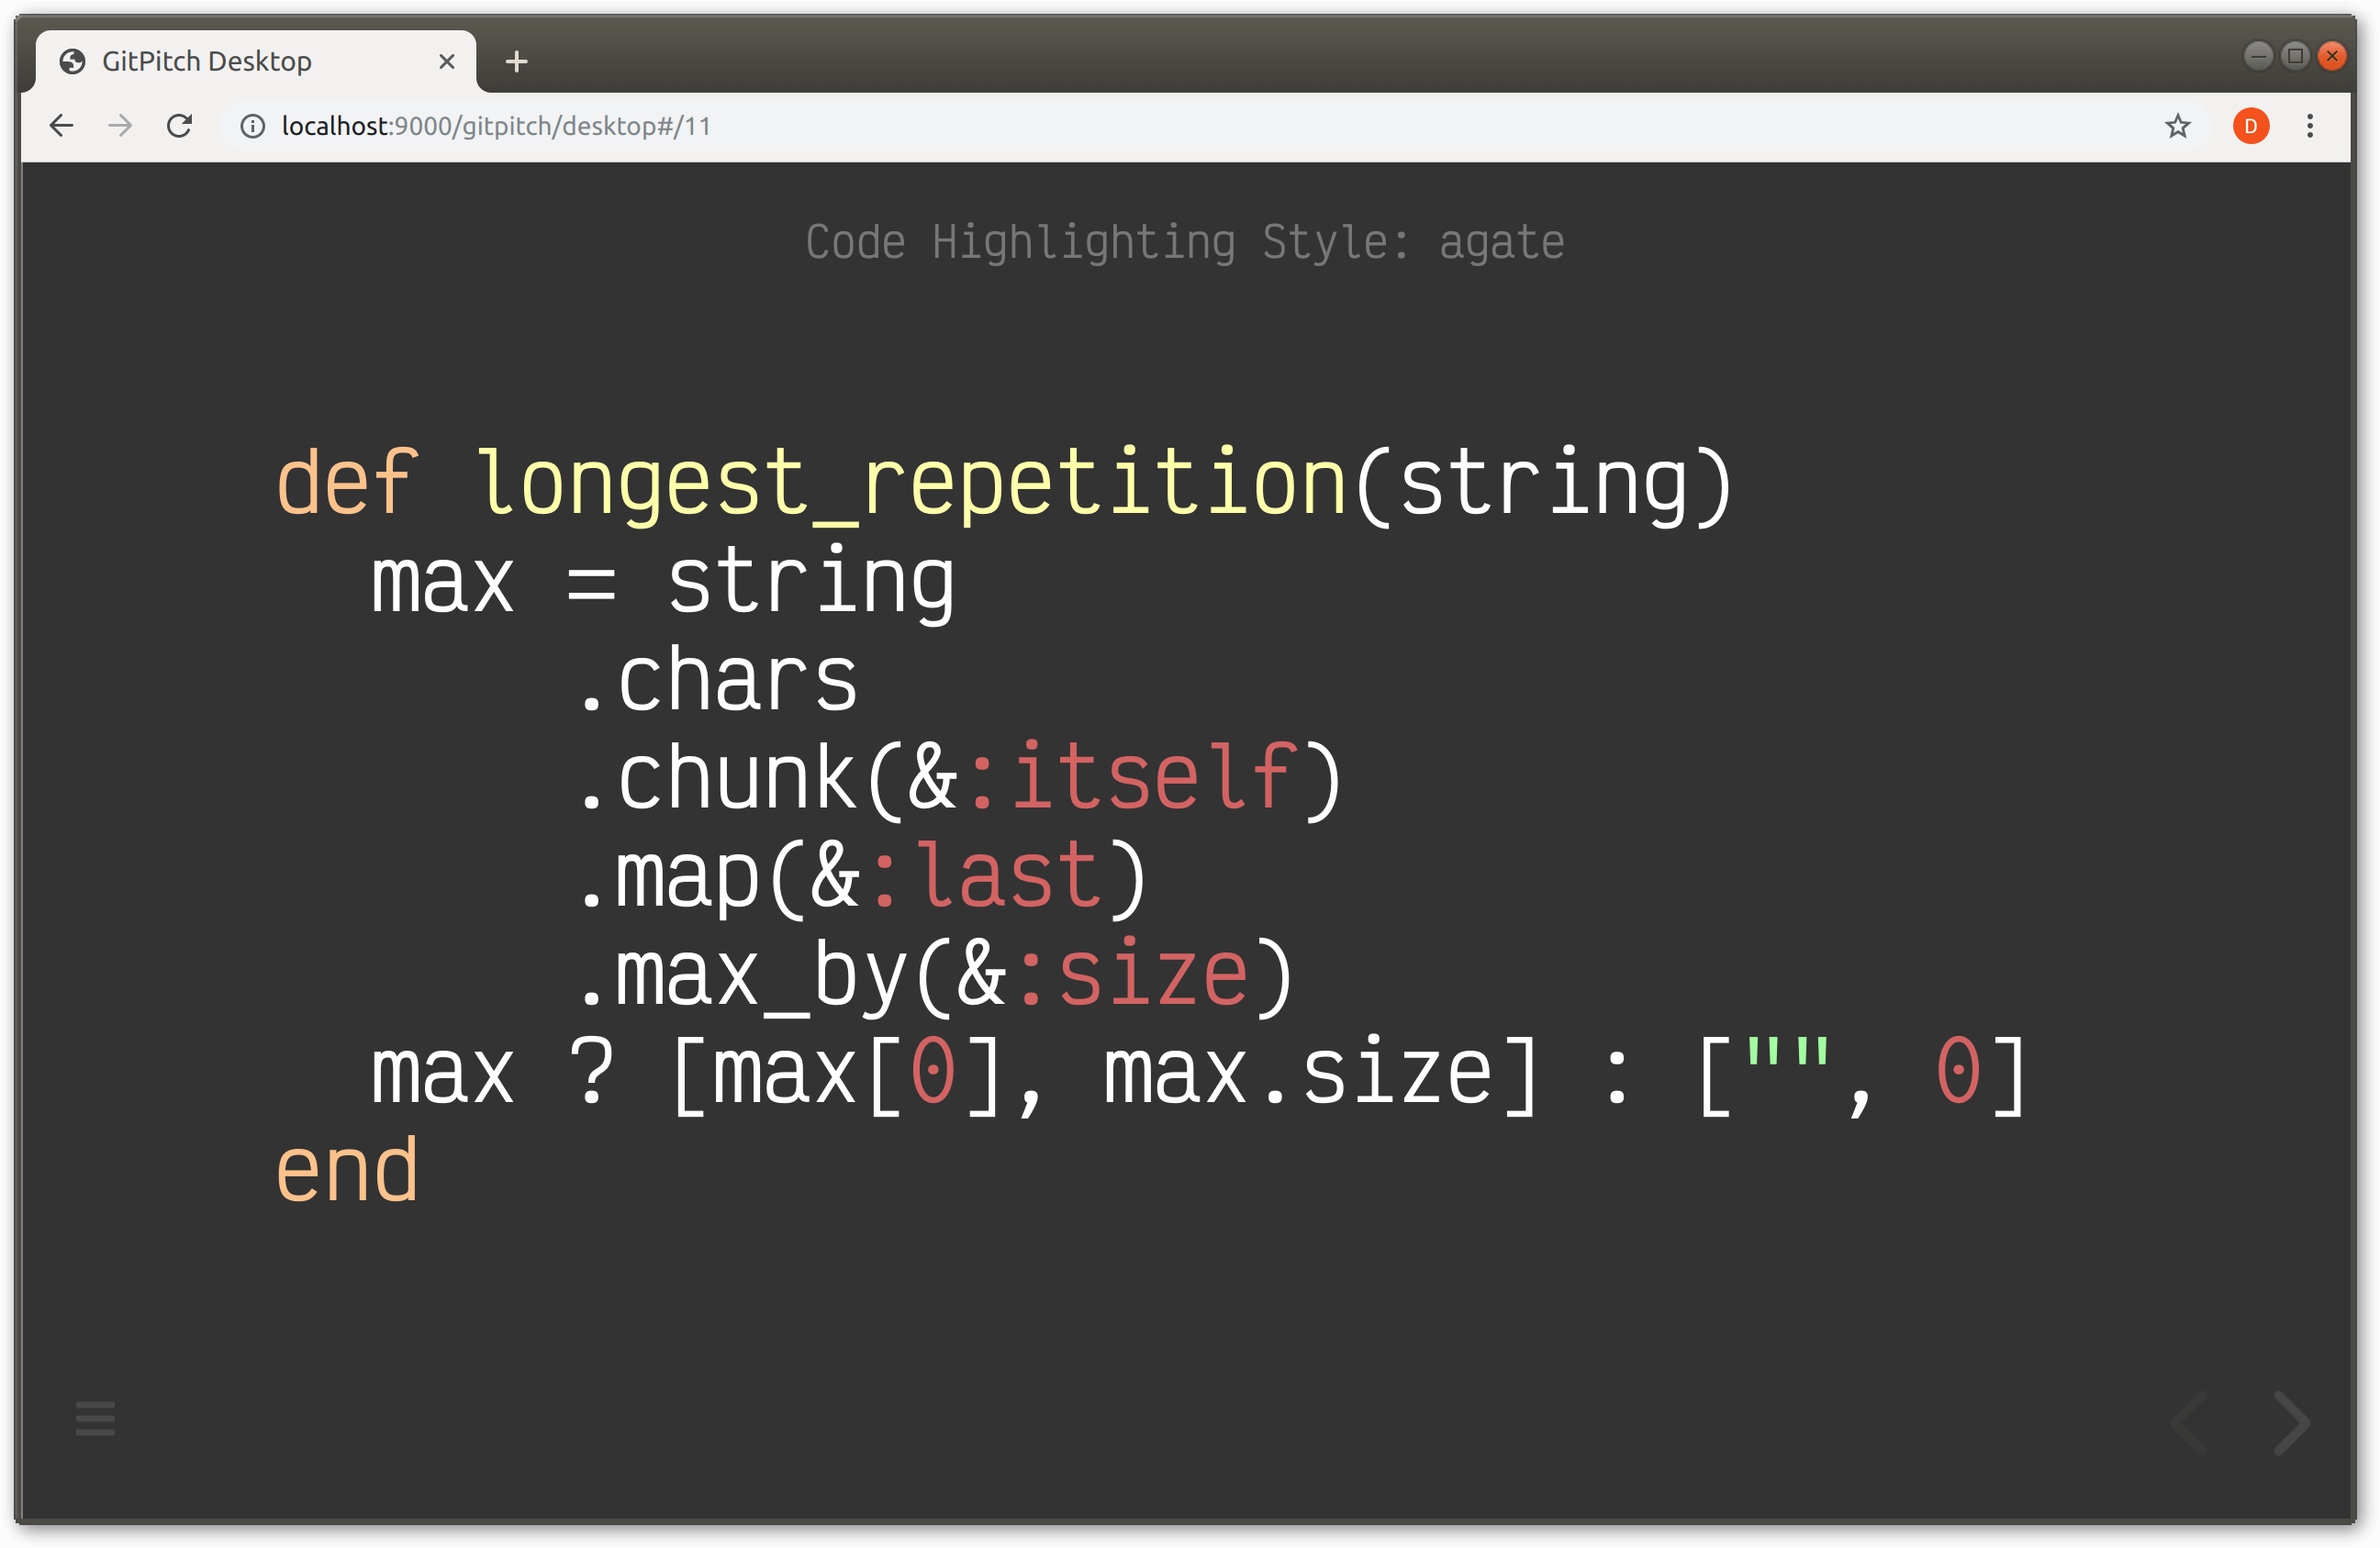 GitPitch Desktop
localhost:9000/gitpitch/desktop#/11
D
Code Highlighting Style: agate
def longest_repetition(string)
  max = string
      .chars
      .chunk(&:itself)
      .map(&:last)
      .max_by(&:size)
  max ? [max[0], max.size] : ["", 0]
end